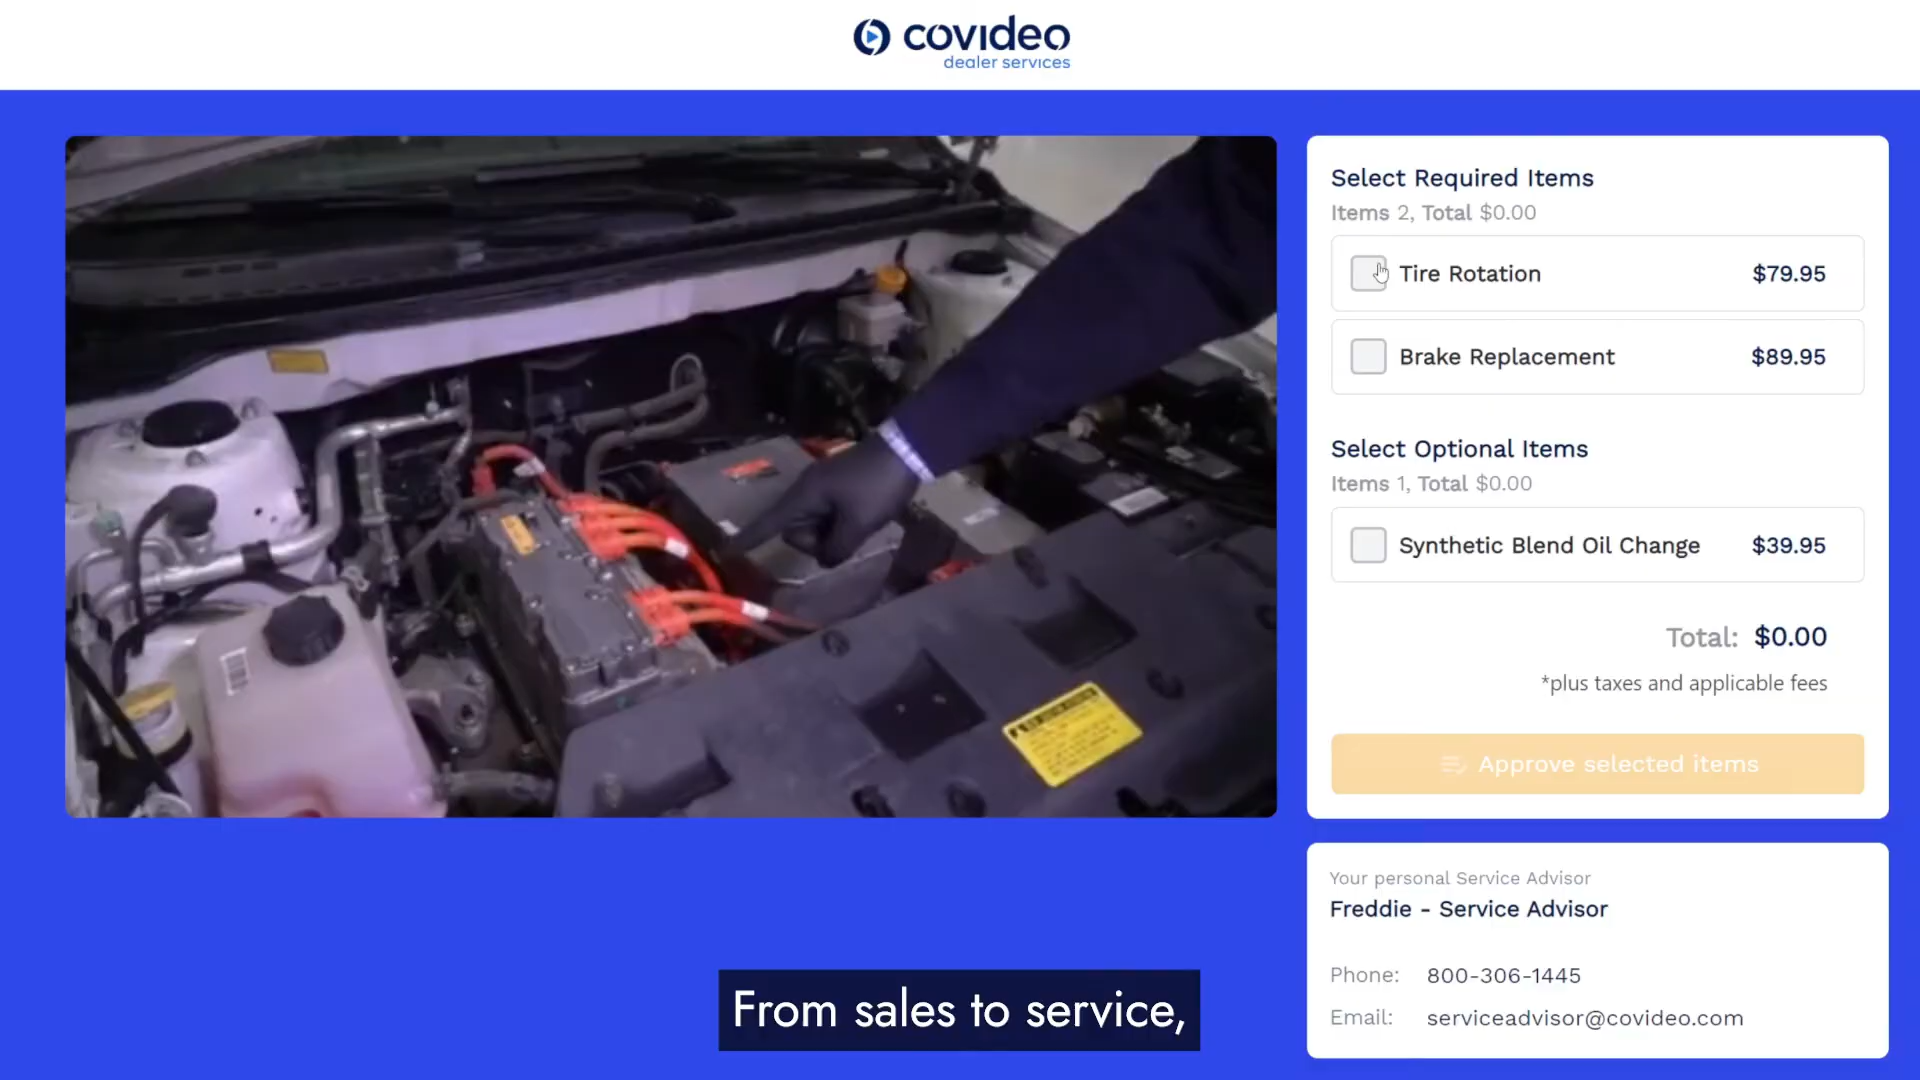 covideo
dealer services
Select Required Items
Items 2, Total $0.00
Tire Rotation $79.95
Brake Replacement $89.95
Select Optional Items
Items 1, Total $0.00
Synthetic Blend Oil Change $39.95
Total: $0.00
*plus taxes and applicable fees
Approve selected items
Your personal Service Advisor
Freddie - Service Advisor
Phone: 800-306-1445
Email: serviceadvisor@covideo.com
From sales to service,